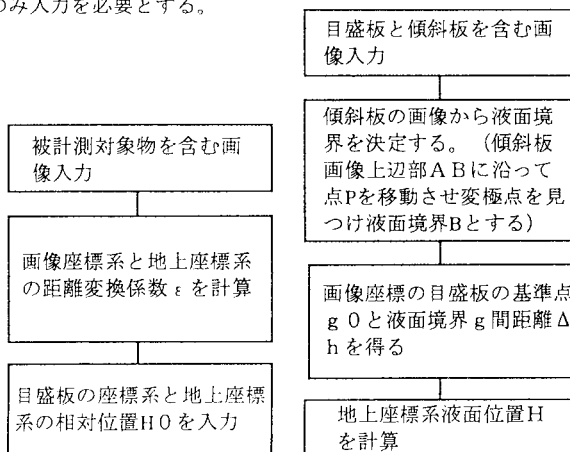 のみ入力を必要とする。
被計測対象物を含む画
像入力
画像座標系と地上座標系
の距離変換係数εを計算
目盛板の座標系と地上座標
系の相対位置H0を入力
目盛板と傾斜板を含む画
像入力
傾斜板の画像から液面境
界を決定する。（傾斜板
画像上辺部ABに沿って
点Pを移動させ変極点を見
つけ液面境界Bとする）
画像座標の目盛板の基準点
g0と液面境界g間距離Δ
hを得る
地上座標系液面位置H
を計算